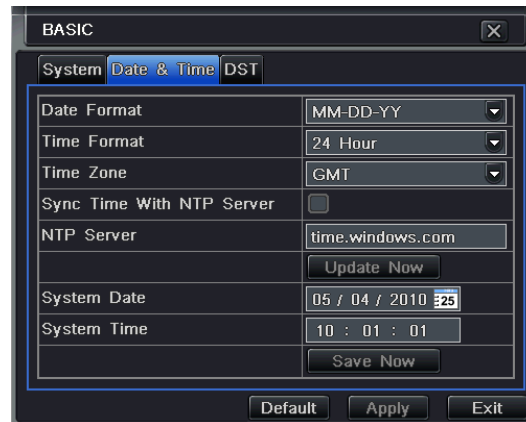 BASIC
System Date & Time DST
Date Format MM-DD-YY
Time Format 24 Hour
Time Zone GMT
Sync Time With NTP Server
NTP Server time.windows.com
Update Now
System Date 05 / 04 / 2010 25
System Time 10 : 01 : 01
Save Now
Default Apply Exit